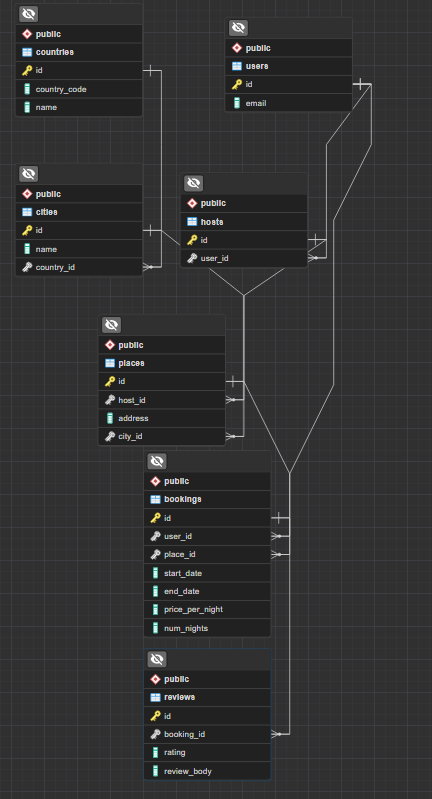 public
countries
id
country_code
name
public
users
id
email
public
cities
id
name
country_id
public
hosts
id
user_id
public
places
id
host_id
address
city_id
public
bookings
id
user_id
place_id
start_date
end_date
price_per_night
num_nights
public
reviews
id
booking_id
rating
review_body